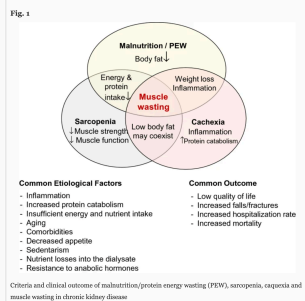 Fig. 1
Malnutrition / PEW
Body fat↓
Energy &
protein
intake↓
Weight loss
Inflammation
Muscle
wasting
Sarcopenia
↓Muscle strength
↓Muscle function
Low body fat
may coexist
Cachexia
Inflammation
↑Protein catabolism
Common Etiological Factors
- Inflammation
- Increased protein catabolism
- Insufficient energy and nutrient intake
- Aging
- Comorbidities
- Decreased appetite
- Sedentarism
- Nutrient losses into the dialysate
- Resistance to anabolic hormones
Common Outcome
- Low quality of life
- Increased falls/fractures
- Increased hospitalization rate
- Increased mortality
Criteria and clinical outcome of malnutrition/protein energy wasting (PEW), sarcopenia, caquexia and
muscle wasting in chronic kidney disease